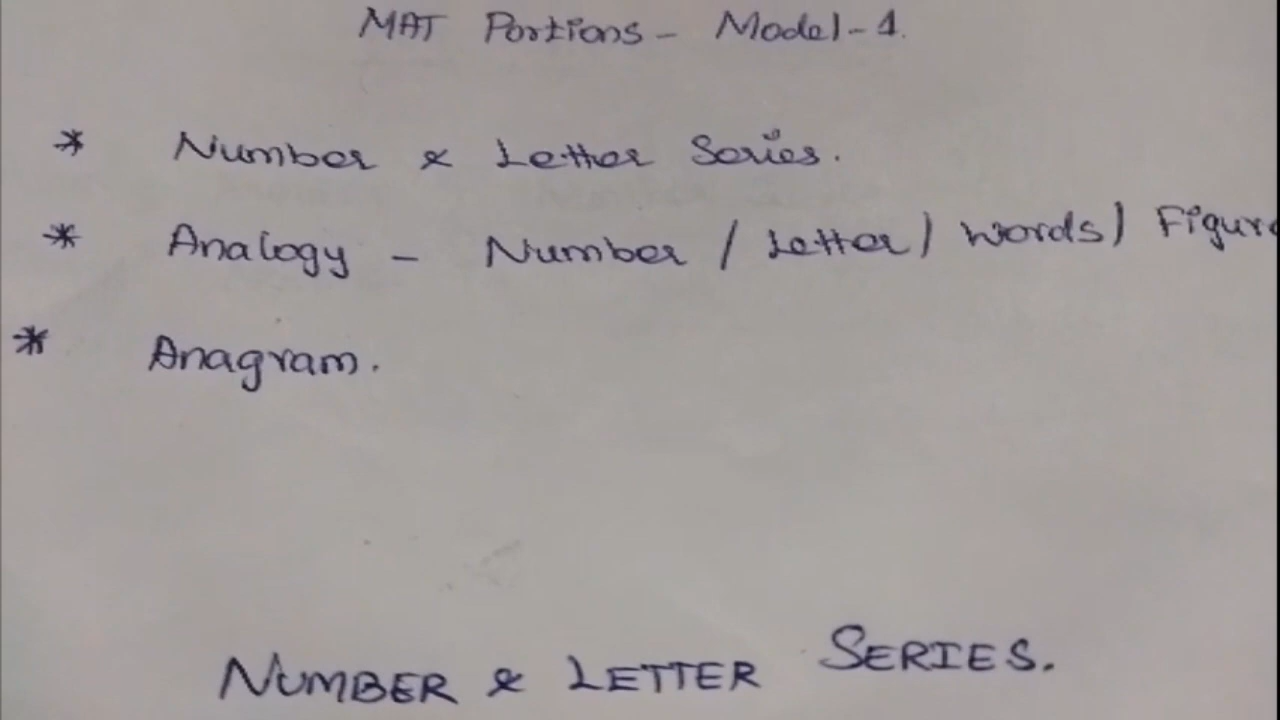 MAT Portions - Model-1.
* Number & Letter Series.
* Analogy - Number / Letter / Words / Figure
* Anagram.
NUMBER & LETTER SERIES.